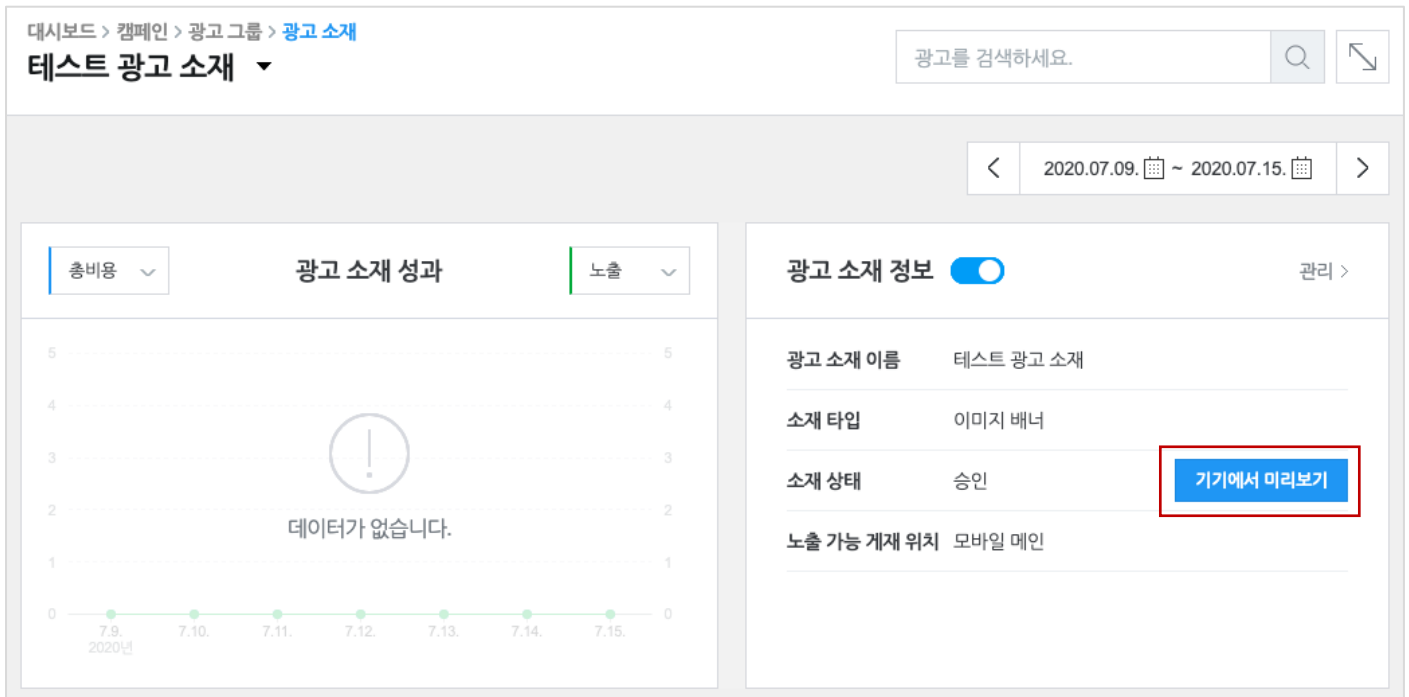 대시보드 > 캠페인 > 광고 그룹 > 광고 소재
테스트 광고 소재
광고를 검색하세요.
2020.07.09. ~ 2020.07.15.
총비용
광고 소재 성과
노출
5 5
4 4
3 3
2 2
1 1
0 0
데이터가 없습니다.
7.9. 7.10. 7.11. 7.12. 7.13. 7.14. 7.15.
2020년
광고 소재 정보
관리 >
광고 소재 이름 테스트 광고 소재
소재 타입 이미지 배너
소재 상태 승인 기기에서 미리보기
노출 가능 게재 위치 모바일 메인